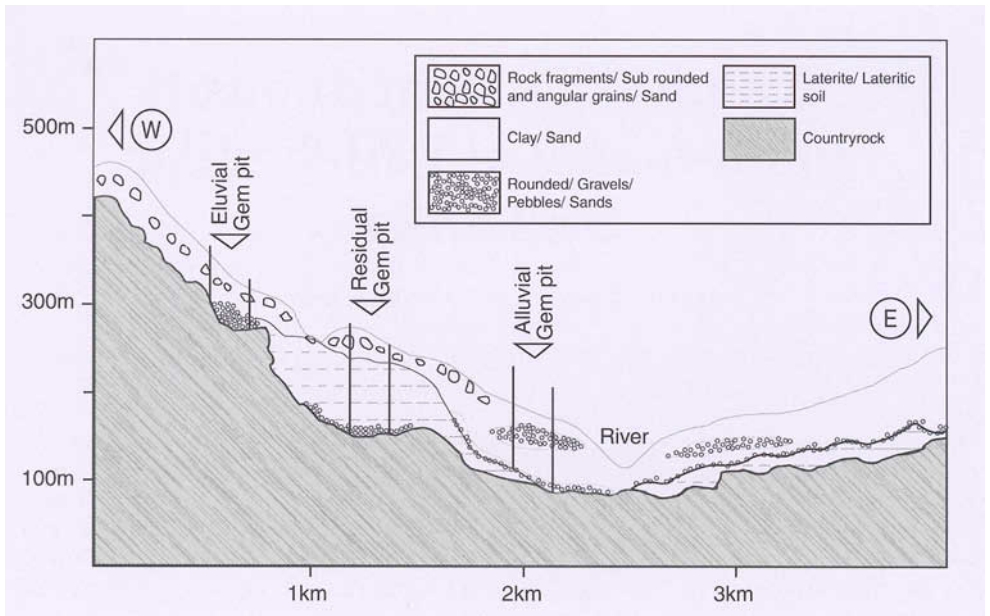 Rock fragments/ Sub rounded
and angular grains/ Sand
Laterite/ Lateritic
soil
Clay/ Sand
Countryrock
Rounded/ Gravels/
Pebbles/ Sands
500m
W
Eluvial
Gem pit
Residual
Gem pit
Alluvial
Gem pit
300m
E
River
100m
1km
2km
3km